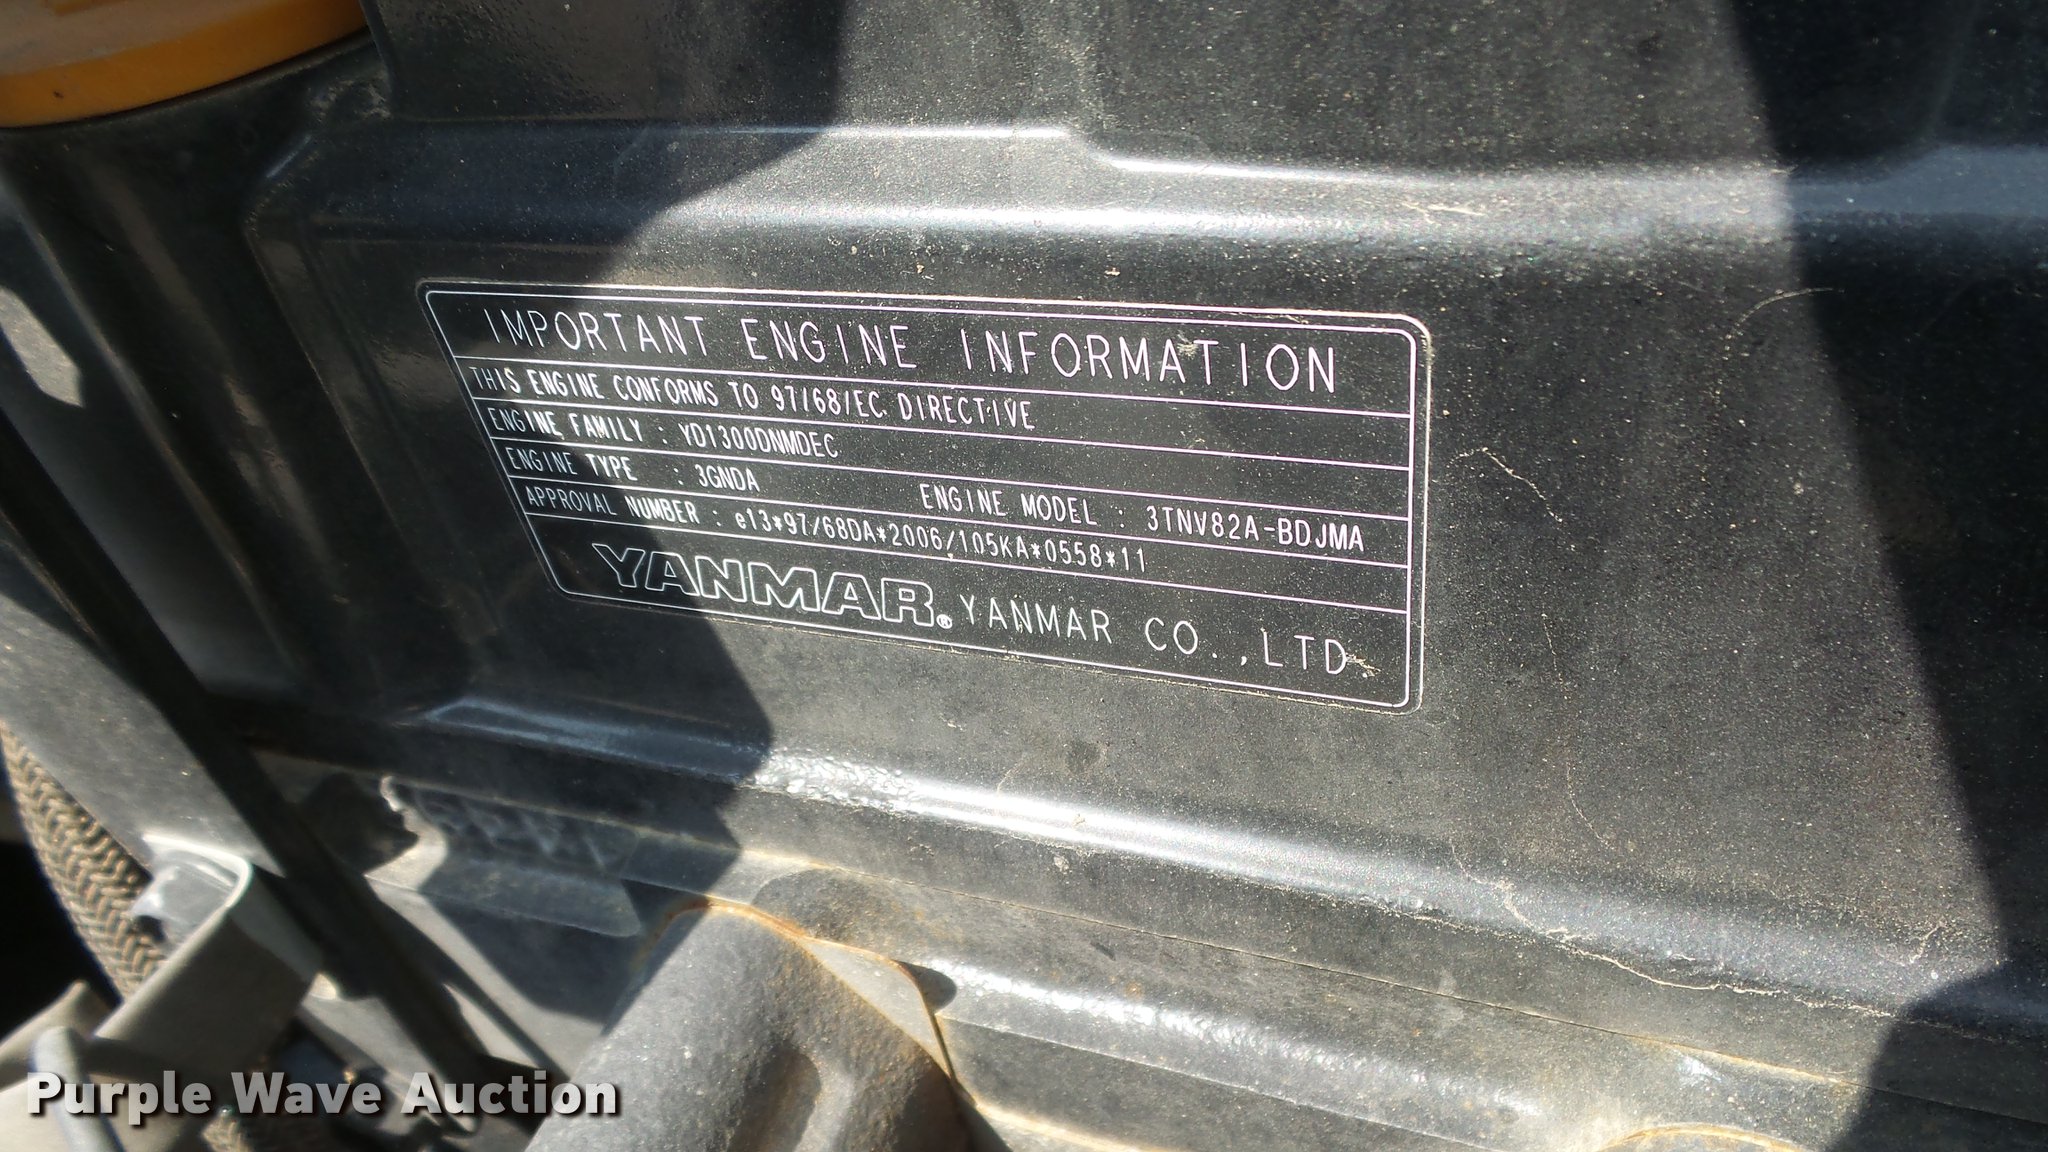 IMPORTANT ENGINE INFORMATION
THIS ENGINE CONFORMS TO 97/68/EC DIRECTIVE
ENGINE FAMILY : YD1300DNMDEC
ENGINE TYPE : 3GNDA ENGINE MODEL : 3TNV82A-BDJMA
APPROVAL NUMBER : e13*97/68DA*2006/105KA*0558*11
YANMAR® YANMAR CO.,LTD.
Purple Wave Auction